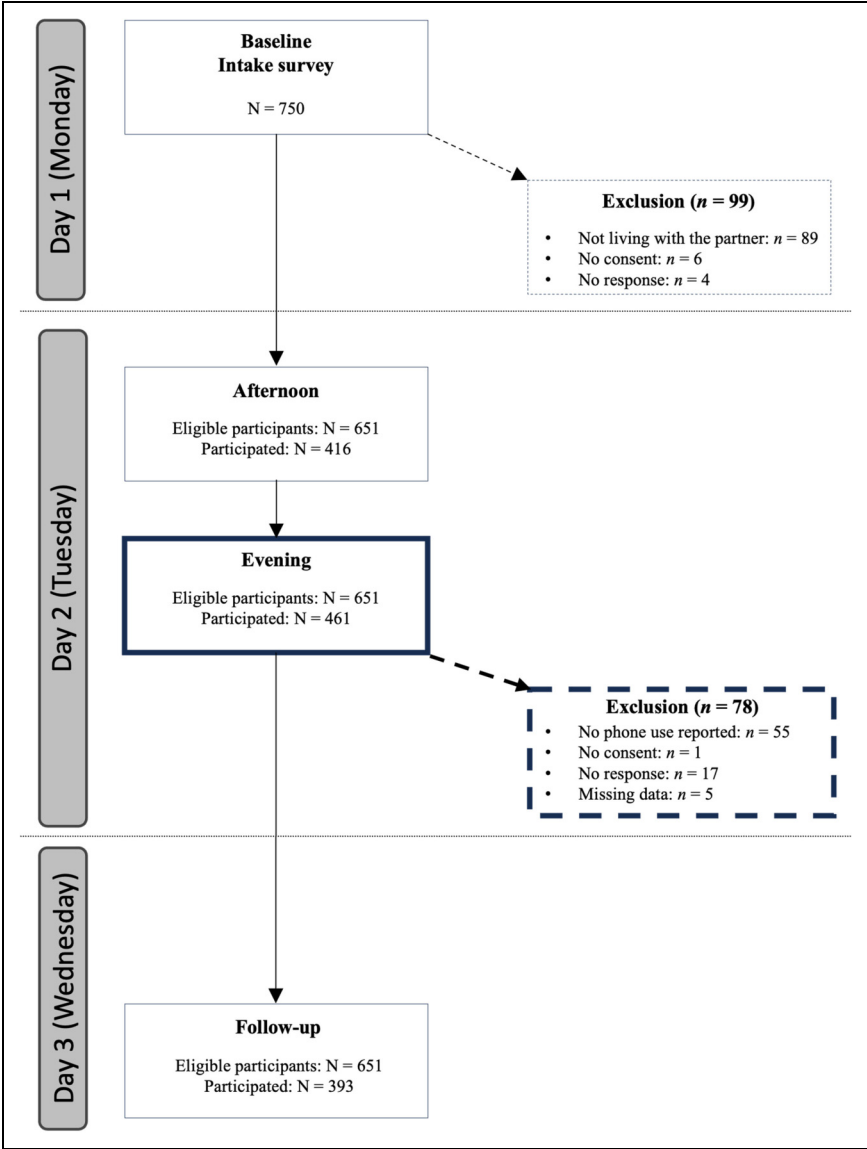 Day 1 (Monday)
Baseline
Intake survey
N = 750
Exclusion (n = 99)
• Not living with the partner: n = 89
• No consent: n = 6
• No response: n = 4
Day 2 (Tuesday)
Afternoon
Eligible participants: N = 651
Participated: N = 416
Evening
Eligible participants: N = 651
Participated: N = 461
Exclusion (n = 78)
• No phone use reported: n = 55
• No consent: n = 1
• No response: n = 17
• Missing data: n = 5
Day 3 (Wednesday)
Follow-up
Eligible participants: N = 651
Participated: N = 393